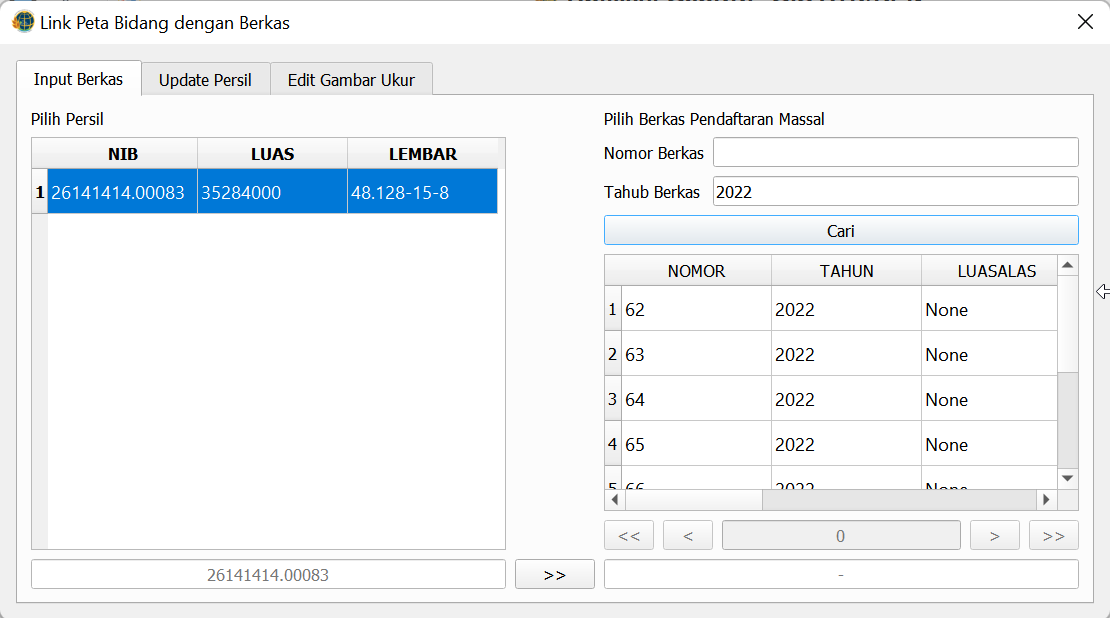 Link Peta Bidang dengan Berkas
Input Berkas Update Persil Edit Gambar Ukur
Pilih Persil
NIB LUAS LEMBAR
1 26141414.00083 35284000 48.128-15-8
26141414.00083
>>
Pilih Berkas Pendaftaran Massal
Nomor Berkas
Tahub Berkas 2022
Cari
NOMOR TAHUN LUASALAS
1 62 2022 None
2 63 2022 None
3 64 2022 None
4 65 2022 None
5 66 2022 None
<< < 0 > >>
-